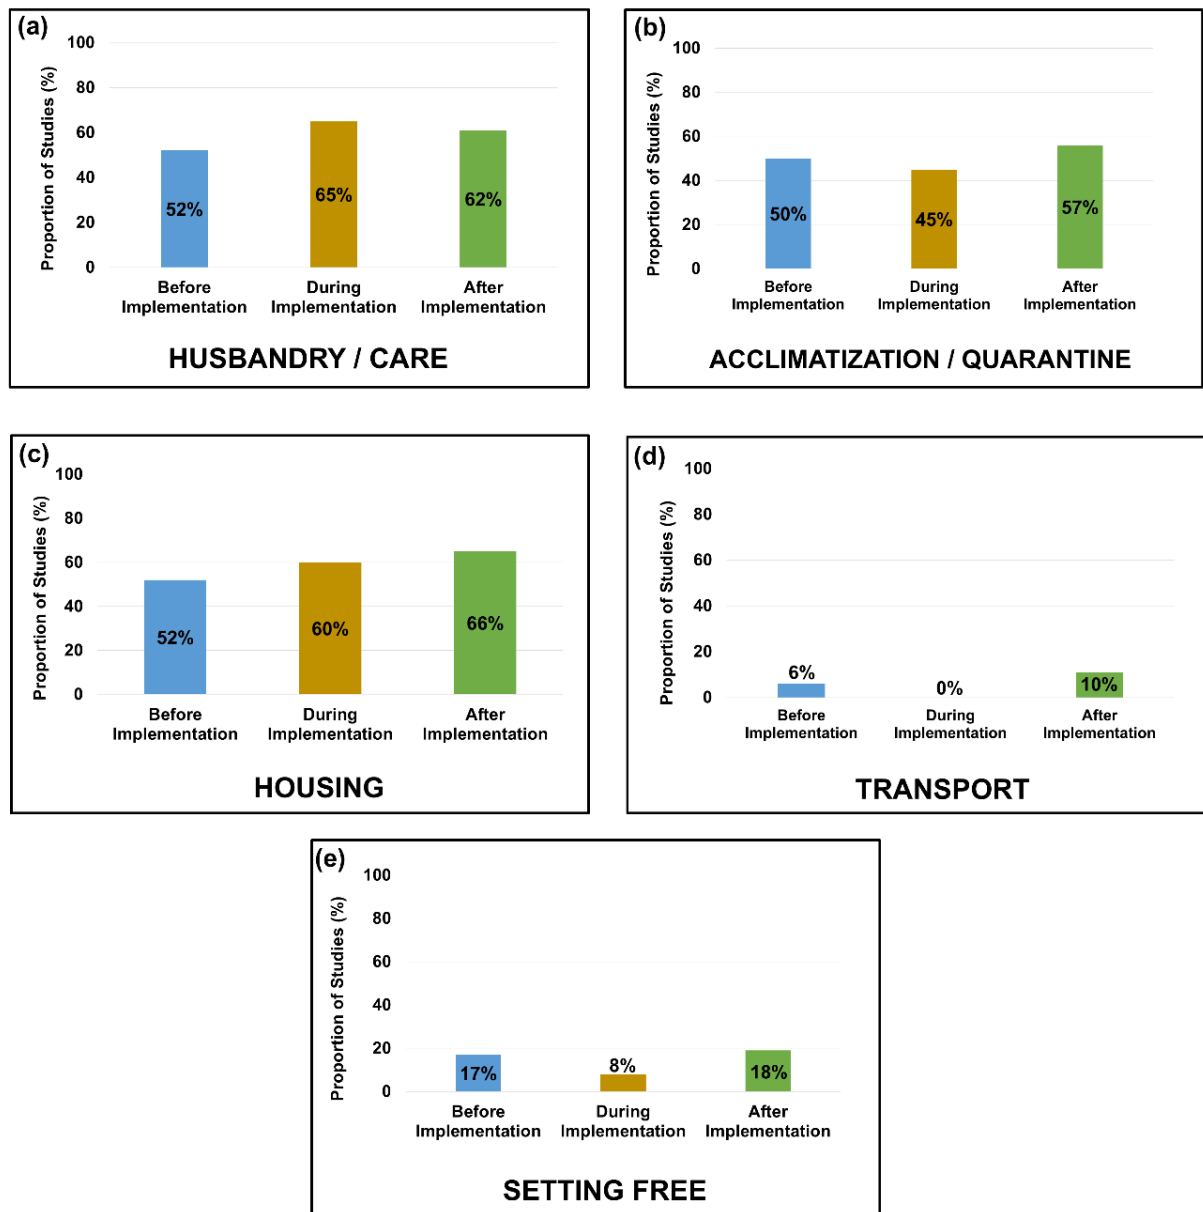 (a)
Proportion of Studies (%)
100
80
60
40
20
0
52%
65%
62%
Before
Implementation
During
Implementation
After
Implementation
HUSBANDRY / CARE
(b)
Proportion of Studies (%)
100
80
60
40
20
0
50%
45%
57%
Before
Implementation
During
Implementation
After
Implementation
ACCLIMATIZATION / QUARANTINE
(c)
Proportion of Studies (%)
100
80
60
40
20
0
52%
60%
66%
Before
Implementation
During
Implementation
After
Implementation
HOUSING
(d)
Proportion of Studies (%)
100
80
60
40
20
0
6%
0%
10%
Before
Implementation
During
Implementation
After
Implementation
TRANSPORT
(e)
Proportion of Studies (%)
100
80
60
40
20
0
17%
8%
18%
Before
Implementation
During
Implementation
After
Implementation
SETTING FREE